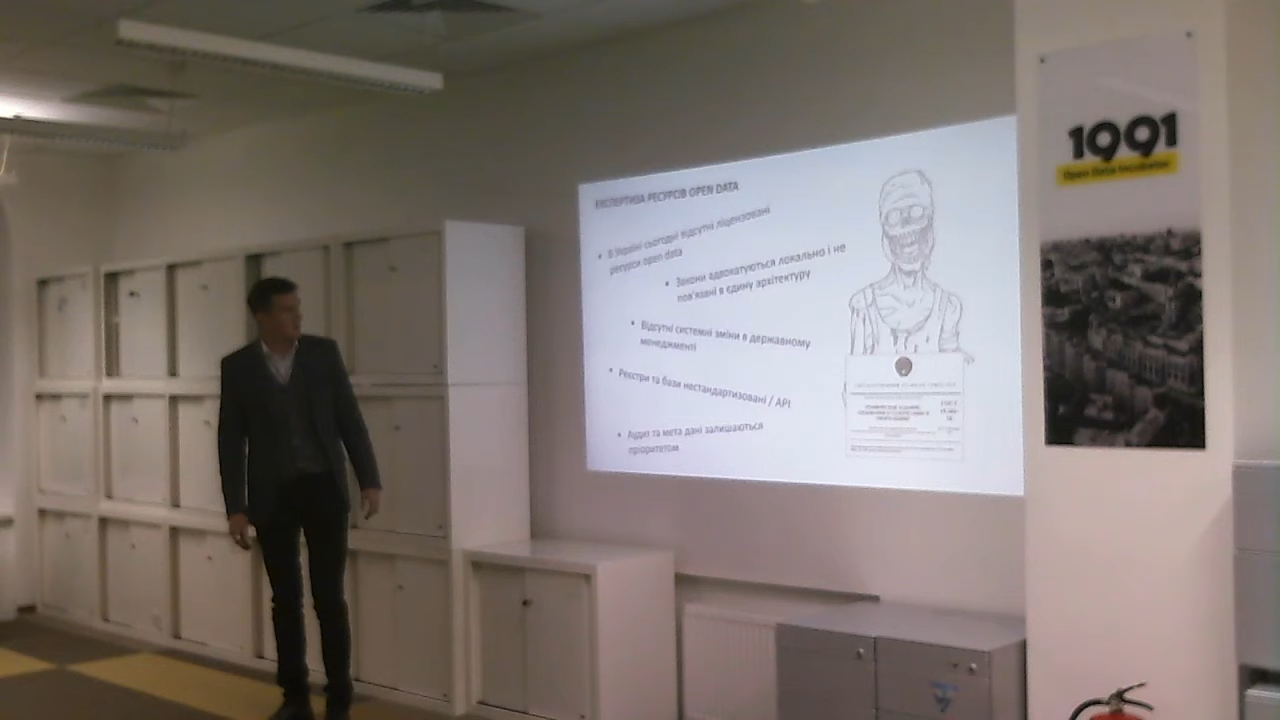 ЕКСПЕРТИЗА РЕСУРСІВ OPEN DATA
• В Україні сьогодні відсутні ліцензовані
ресурси open data
• Закони адвокатуються локально і не
пов'язані в єдину архітектуру
• Відсутні системні зміни в державному
менеджменті
• Реєстри та бази нестандартизовані / API
• Аудит та мета дані залишаються
пріоритетом
1991
Open Data Incubator